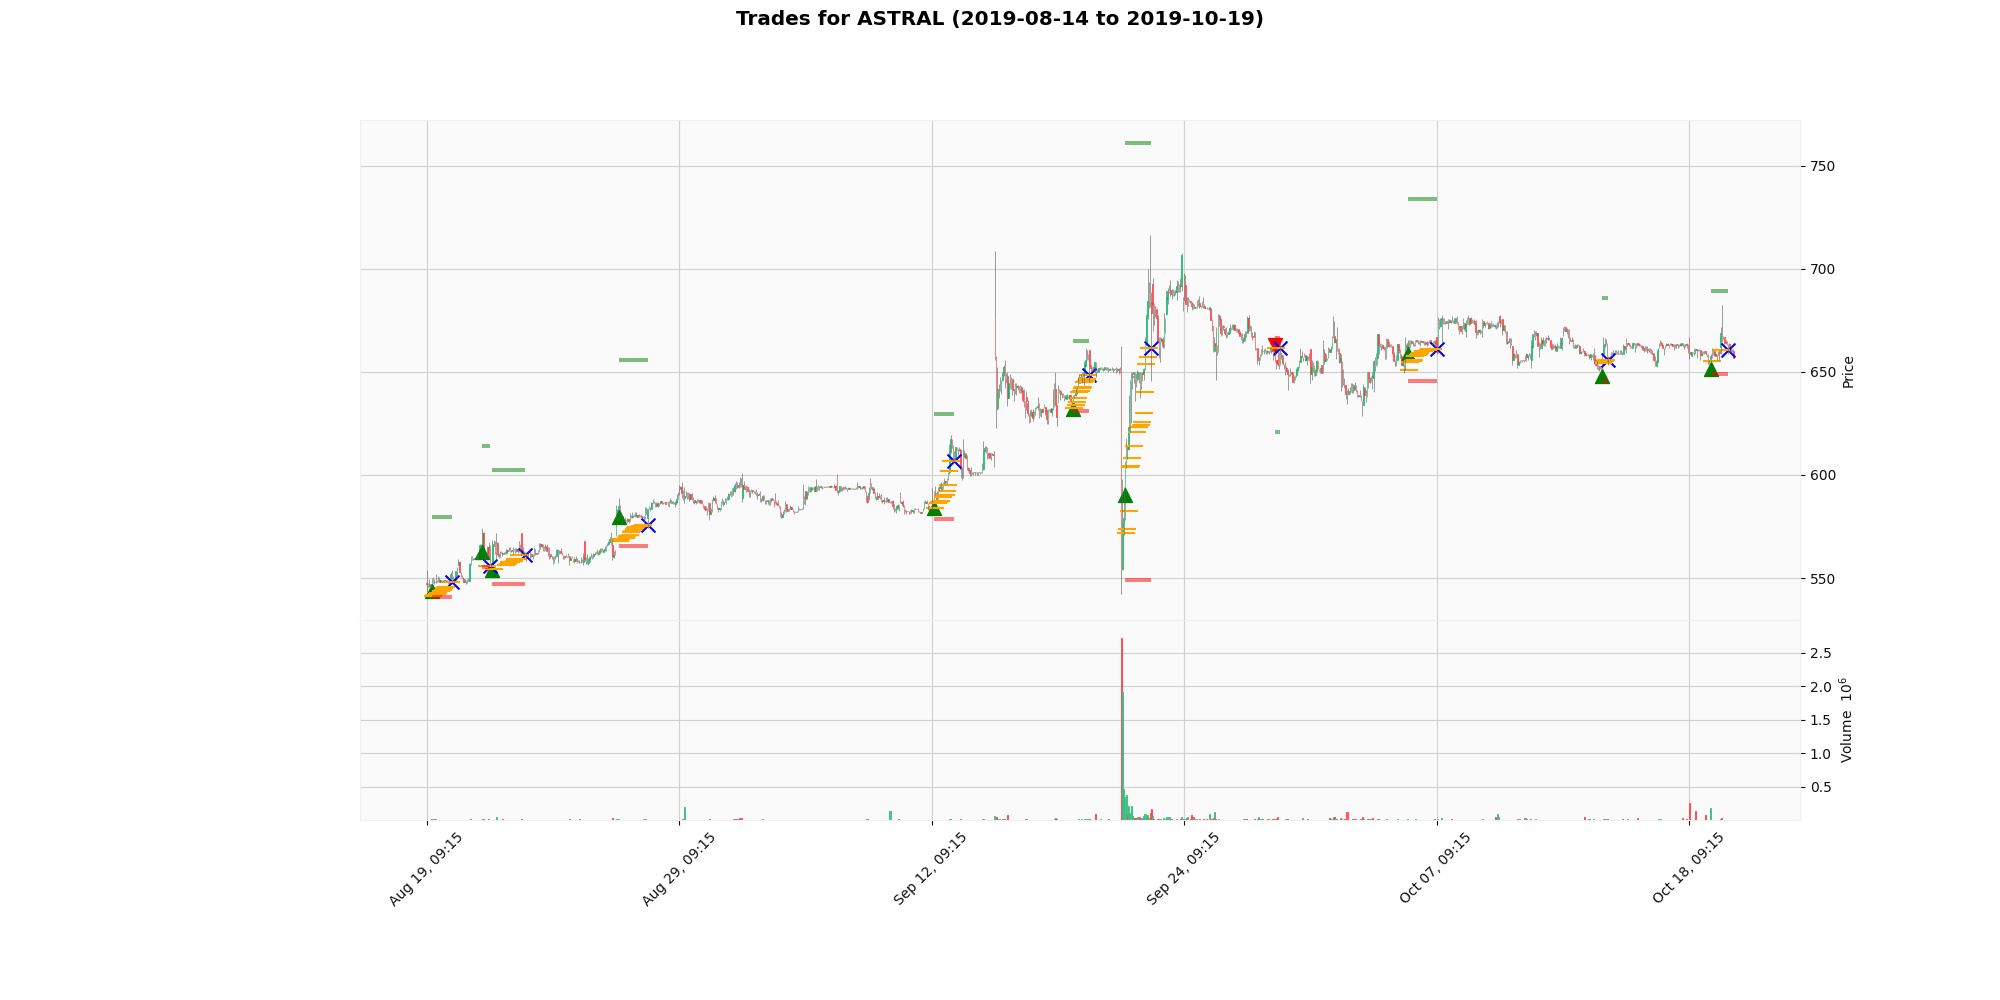 Trades for ASTRAL (2019-08-14 to 2019-10-19)
750
700
650
600
550
Price
2.5
2.0
1.5
1.0
0.5
Volume 10^6
Aug 19, 09:15
Aug 29, 09:15
Sep 12, 09:15
Sep 24, 09:15
Oct 07, 09:15
Oct 18, 09:15